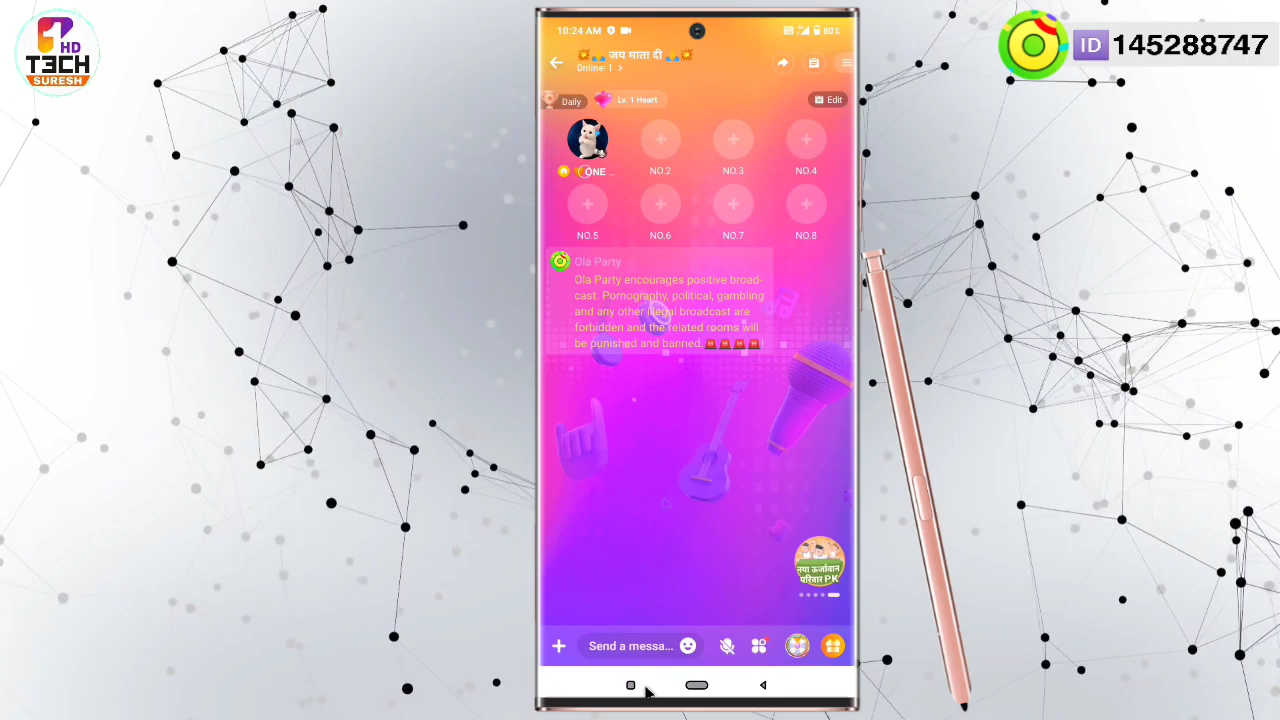 1
HD
T3CH
SURESH
ID 145288747
10:24 AM
80%
💥🙏 जय माता दी 🙏💥
Online: 1 >
Daily
Lv. 1 Heart
Edit
NO.2
NO.3
NO.4
NO.5
NO.6
NO.7
NO.8
Ola Party
Ola Party encourages positive broad-
cast. Pornography, political, gambling
and any other illegal broadcast are
forbidden and the related rooms will
be punished and banned.🚨🚨🚨🚨!
नया ऊर्जावान
परिवार PK
Send a messa...